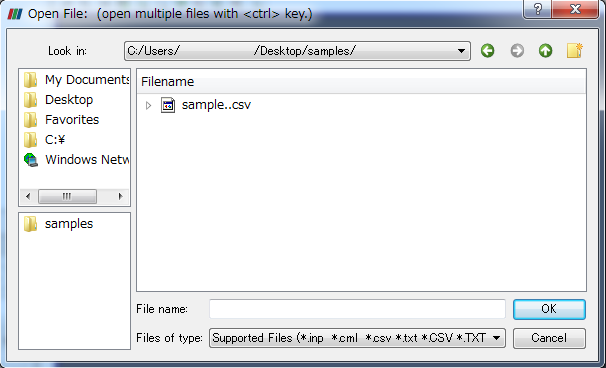 Open File: (open multiple files with <ctrl> key.)
Look in: C:/Users/ /Desktop/samples/
My Documents
Desktop
Favorites
C:¥
Windows Netw
samples
Filename
sample..csv
File name:
OK
Files of type: Supported Files (*.inp *.cml *.csv *.txt *.CSV *.TXT
Cancel